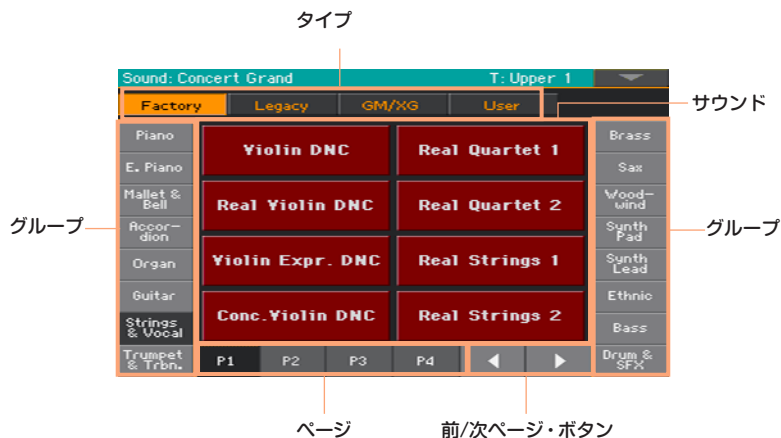 タイプ
Sound: Concert Grand T: Upper 1
Factory Legacy GM/XG User
サウンド
グループ
Piano
E. Piano
Mallet &
Bell
Accor-
dion
Organ
Guitar
Strings
& Vocal
Trumpet
& Trbn.
Violin DNC
Real Quartet 1
Real Violin DNC
Real Quartet 2
Violin Expr. DNC
Real Strings 1
Conc.Violin DNC
Real Strings 2
Brass
Sax
Wood-
wind
Synth
Pad
Synth
Lead
Ethnic
Bass
Drum &
SFX
グループ
P1 P2 P3 P4
ページ
前/次ページ・ボタン